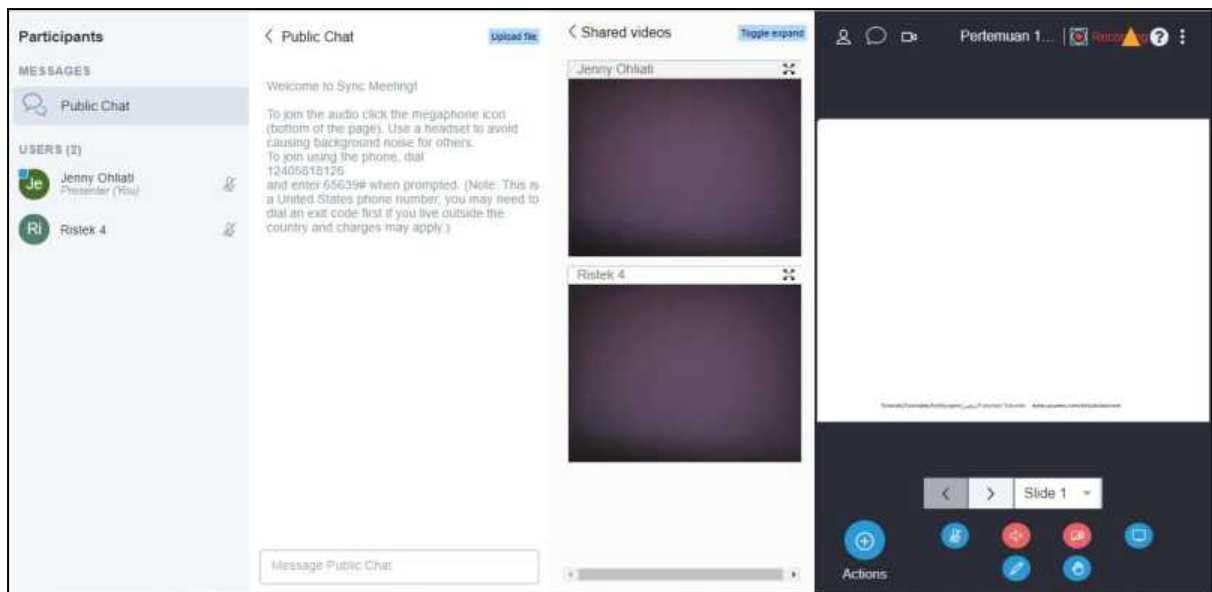 Participants
MESSAGES
Public Chat
USERS (2)
Je
Jenny Ohliati
Presenter (You)
RI
Ristek 4
Public Chat
Upload file
Welcome to Sync Meeting!
To join the audio click the megaphone icon
(bottom of the page). Use a headset to avoid
causing background noise for others.
To join using the phone, dial
12405818126
and enter 65639# when prompted. (Note: This is
a United States phone number, you may need to
dial an exit code first if you live outside the
country and charges may apply.)
Message Public Chat
Shared videos
Toggle expand
Jenny Ohliati
Ristek 4
Pertemuan 1...
Slide 1
Actions